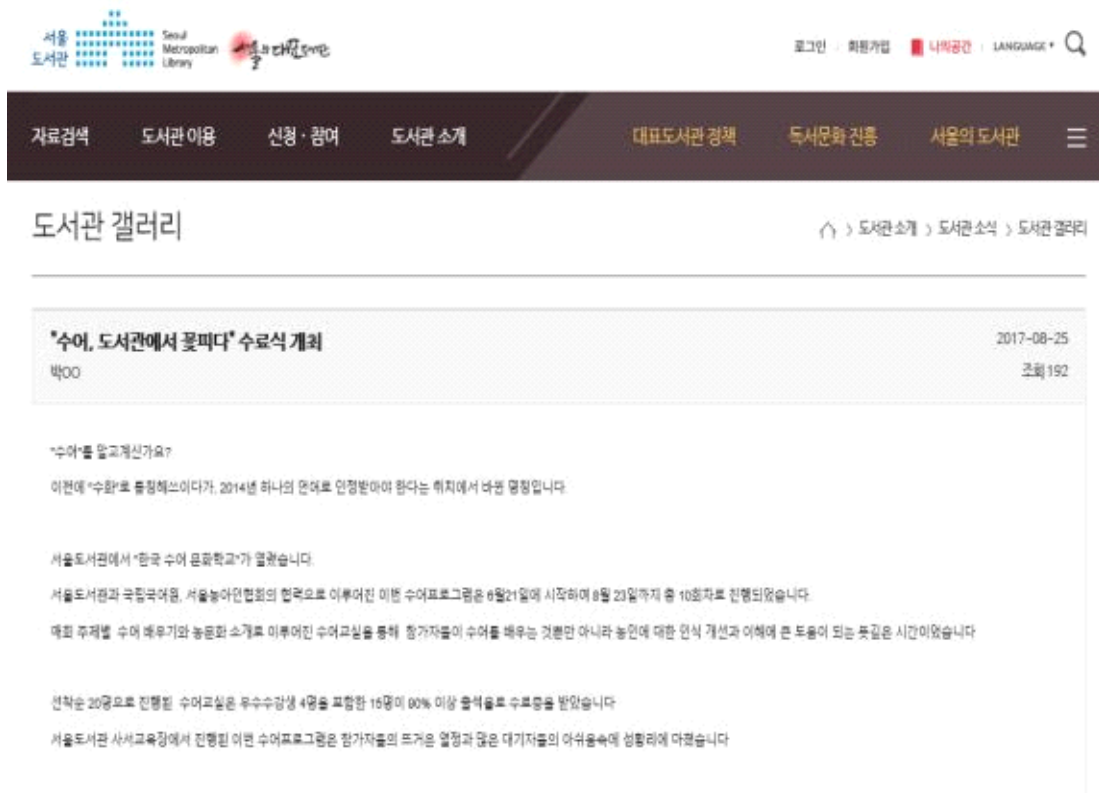 서울
도서관
Seoul
Metropolitan
Library
서울의 대표도서관
로그인 회원가입 나의공간 LANGUAGE
자료검색 도서관 이용 신청 · 참여 도서관 소개 대표도서관 정책 독서문화 진흥 서울의 도서관
도서관 갤러리
> 도서관 소개 > 도서관 소식 > 도서관 갤러리
"수어, 도서관에서 꽃피다" 수료식 개최 2017-08-25
박OO 조회 192
"수어"를 알고계신가요?
이전에 "수화"로 통칭해쓰이다가, 2014년 하나의 언어로 인정받아야 한다는 취지에서 바뀐 명칭입니다.
서울도서관에서 "한국 수어 문화학교"가 열렸습니다.
서울도서관과 국립국어원, 서울농아인협회의 협력으로 이루어진 이번 수어프로그램은 6월21일에 시작하여 8월 23일까지 총 10회차로 진행되었습니다.
매회 주제별 수어 배우기와 농문화 소개로 이루어진 수어교실을 통해 참가자들이 수어를 배우는 것뿐만 아니라 농인에 대한 인식 개선과 이해에 큰 도움이 되는 뜻깊은 시간이었습니다
선착순 20명으로 진행된 수어교실은 우수수강생 4명을 포함한 15명이 80% 이상 출석율로 수료증을 받았습니다
서울도서관 사서교육장에서 진행된 이번 수어프로그램은 참가자들의 뜨거운 열정과 많은 대기자들의 아쉬움속에 성황리에 마쳤습니다